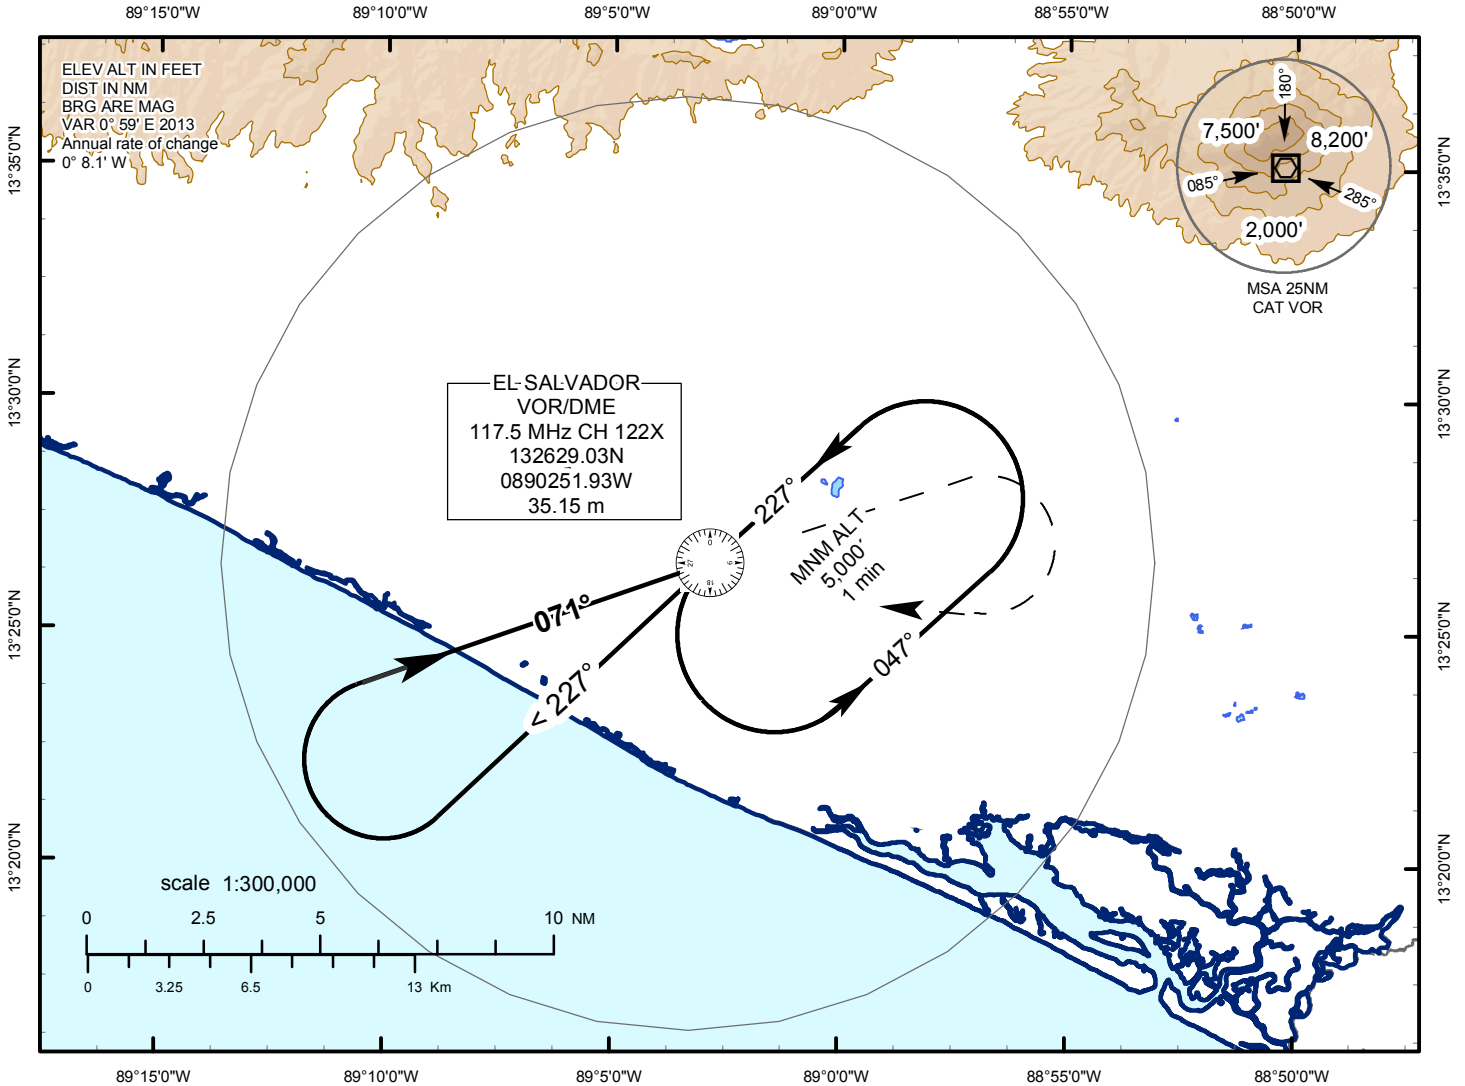 89°15'0"W 89°10'0"W 89°5'0"W 89°0'0"W 88°55'0"W 88°50'0"W
ELEV ALT IN FEET
DIST IN NM
BRG ARE MAG
VAR 0° 59' E 2013
Annual rate of change
0° 8.1' W
180°
7,500'
8,200'
085°
285°
2,000'
MSA 25NM
CAT VOR
13°35'0"N
13°35'0"N
13°30'0"N
13°30'0"N
EL SALVADOR
VOR/DME
117.5 MHz CH 122X
132629.03N
0890251.93W
35.15 m
227°
MNM ALT
5,000'
1 min
0
9
18
27
071°
047°
< 227°
13°25'0"N
13°25'0"N
13°20'0"N
13°20'0"N
scale 1:300,000
0 2.5 5 10 NM
0 3.25 6.5 13 Km
89°15'0"W 89°10'0"W 89°5'0"W 89°0'0"W 88°55'0"W 88°50'0"W